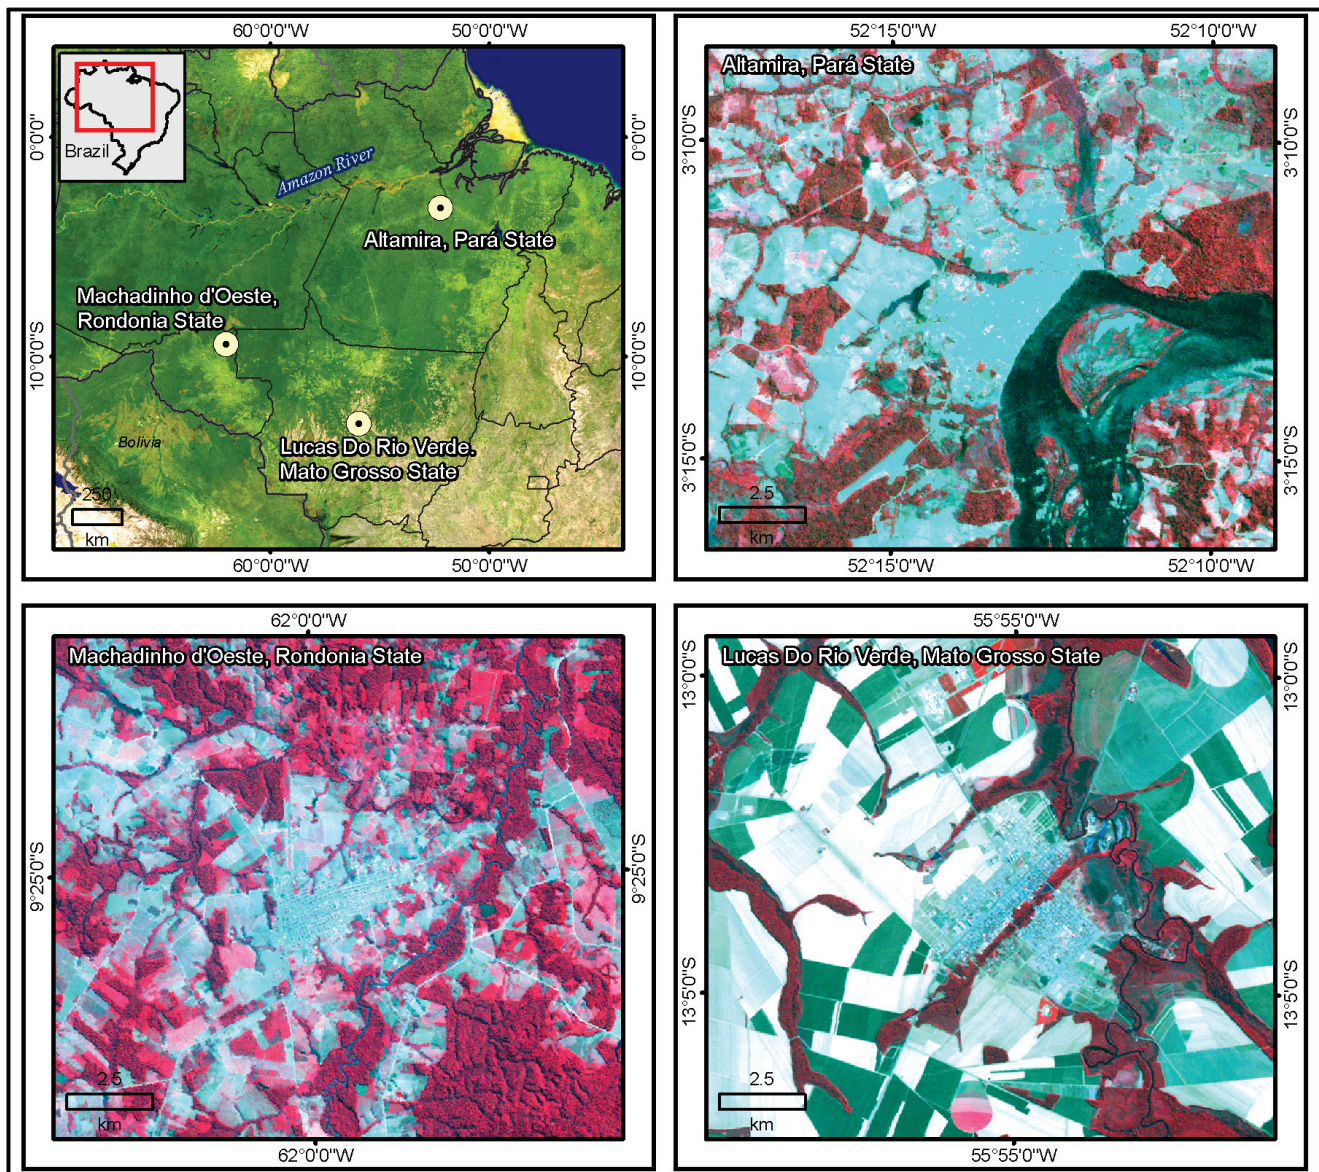 60°0'0"W 50°0'0"W
0°0'0"
10°0'0"S
Brazil
Amazon River
Altamira, Pará State
Machadinho d'Oeste,
Rondonia State
Bolivia
Lucas Do Rio Verde.
Mato Grosso State
250
km
0°0'0"
10°0'0"S
60°0'0"W 50°0'0"W
52°15'0"W 52°10'0"W
Altamira, Pará State
3°10'0"S
3°15'0"S
2.5
km
3°10'0"S
3°15'0"S
52°15'0"W 52°10'0"W
62°0'0"W
Machadinho d'Oeste, Rondonia State
9°25'0"S
2.5
km
9°25'0"S
62°0'0"W
55°55'0"W
Lucas Do Rio Verde, Mato Grosso State
13°0'0"S
13°5'0"S
2.5
km
13°0'0"S
13°5'0"S
55°55'0"W